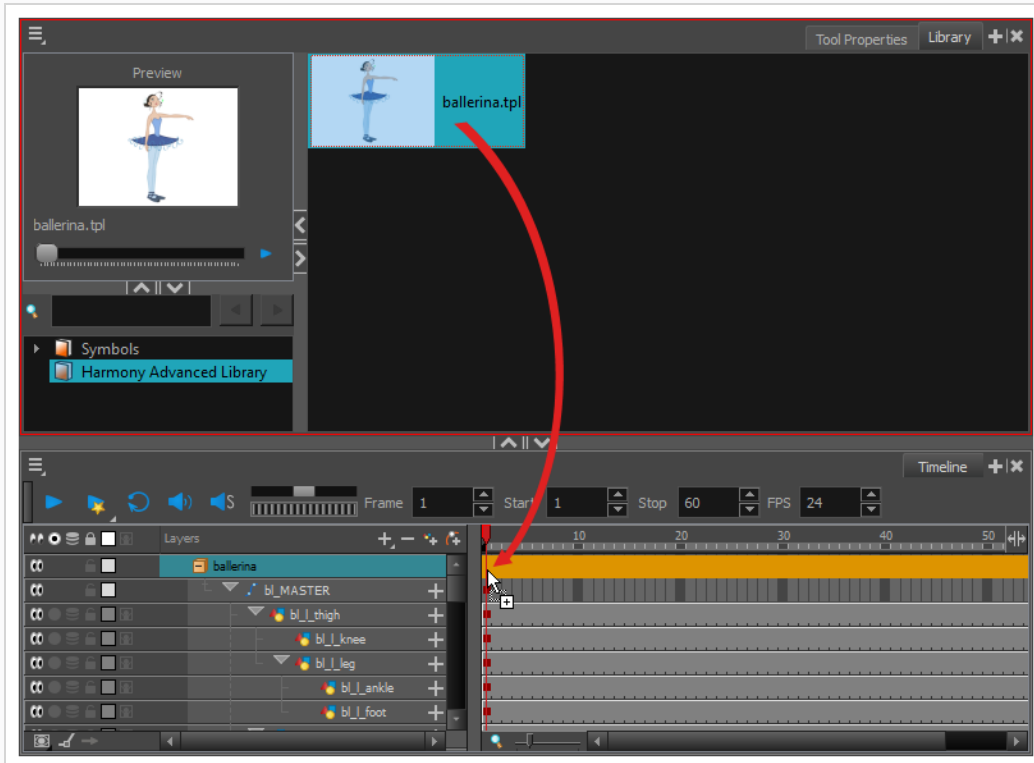 Tool Properties Library
Preview
ballerina.tpl
ballerina.tpl
Symbols
Harmony Advanced Library
Timeline
S Frame 1 Start 1 Stop 60 FPS 24
Layers 10 20 30 40 50
ballerina
bl_MASTER
bl_l_thigh
bl_l_knee
bl_l_leg
bl_l_ankle
bl_l_foot